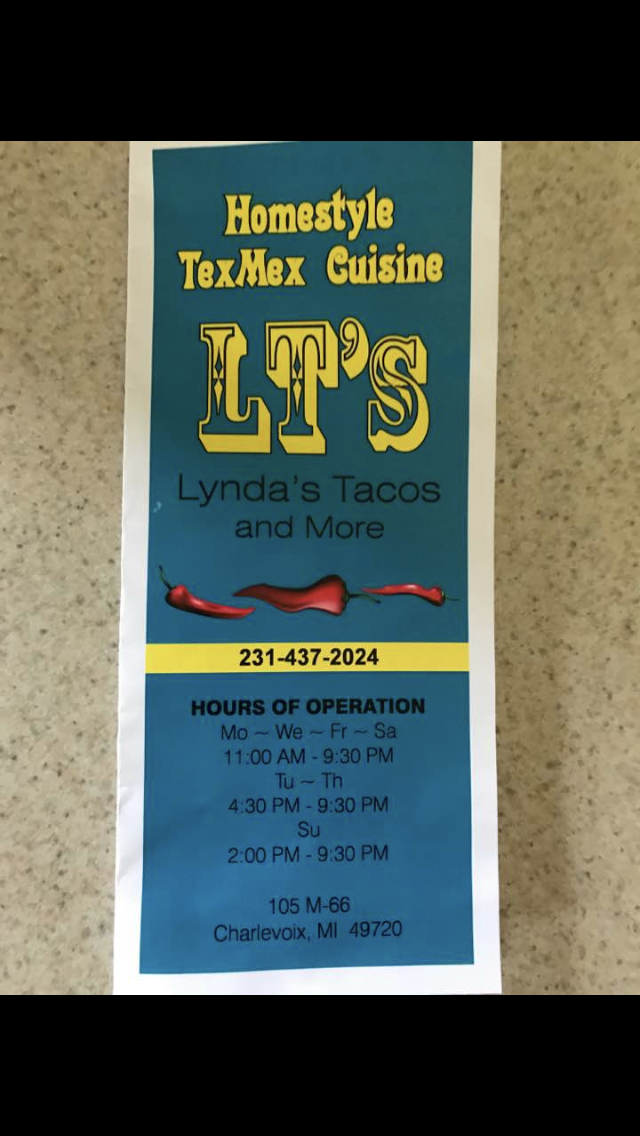 Homestyle
TexMex Cuisine
LT's
Lynda's Tacos
and More
231-437-2024
HOURS OF OPERATION
Mo ~ We ~ Fr ~ Sa
11:00 AM - 9:30 PM
Tu ~ Th
4:30 PM - 9:30 PM
Su
2:00 PM - 9:30 PM
105 M-66
Charlevoix, MI 49720